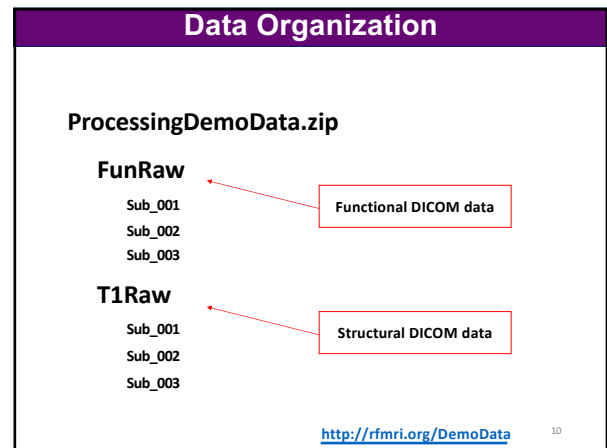 Data Organization
ProcessingDemoData.zip
FunRaw
Sub_001
Functional DICOM data
Sub_002
Sub_003
T1Raw
Sub_001
Structural DICOM data
Sub_002
Sub_003
http://rfmri.org/DemoData
10